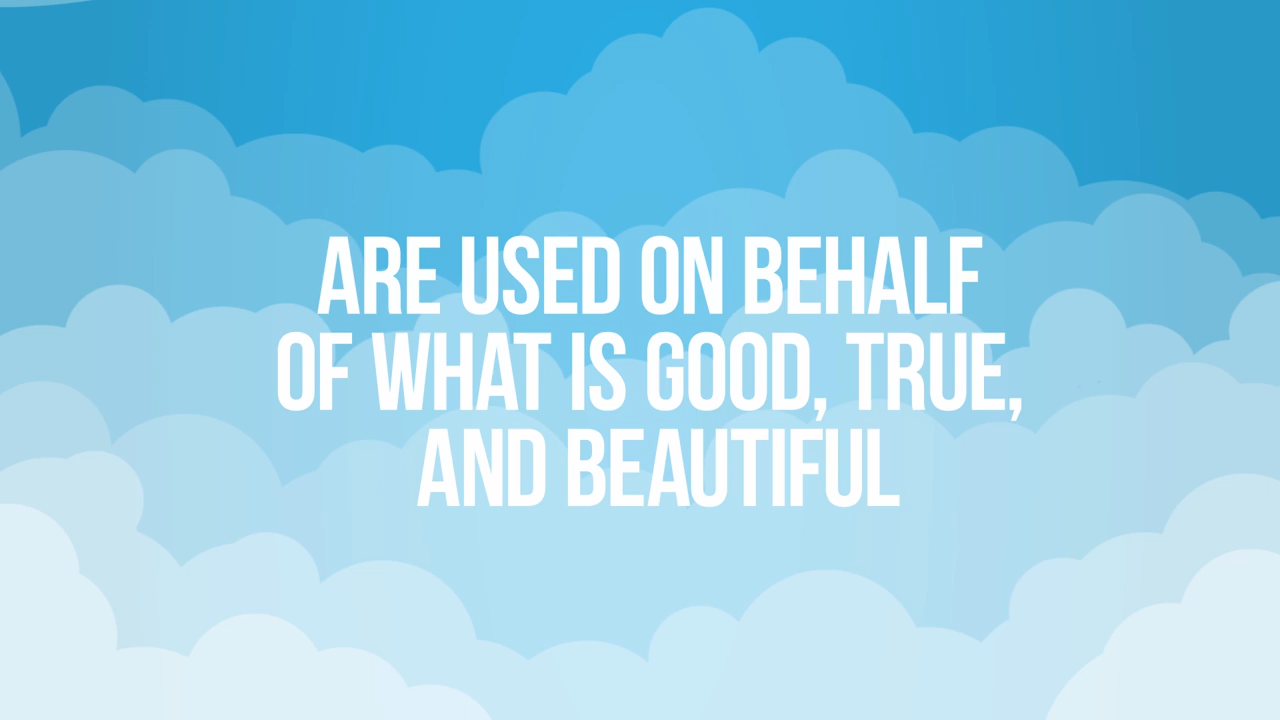 ARE USED ON BEHALF
OF WHAT IS GOOD, TRUE,
AND BEAUTIFUL